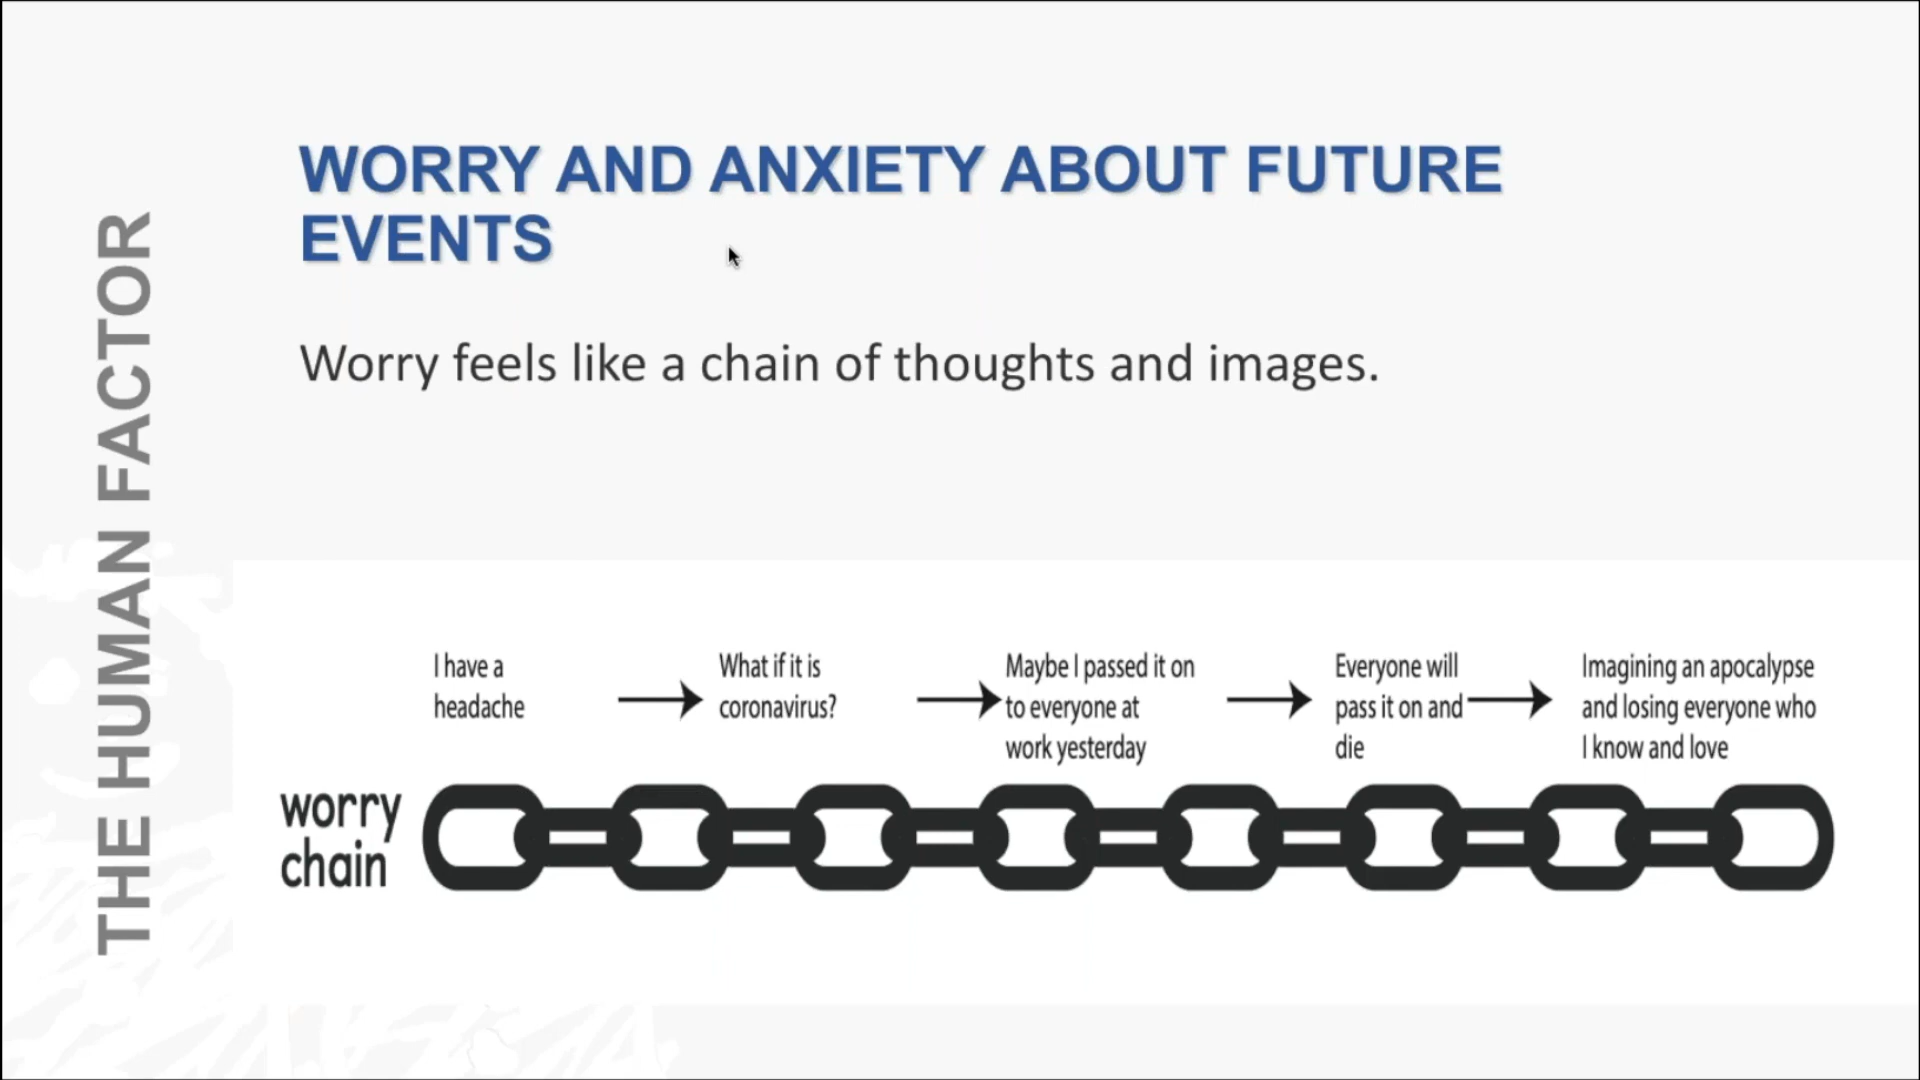 THE HUMAN FACTOR
WORRY AND ANXIETY ABOUT FUTURE
EVENTS
Worry feels like a chain of thoughts and images.
I have a
headache
What if it is
coronavirus?
Maybe I passed it on
to everyone at
work yesterday
Everyone will
pass it on and
die
Imagining an apocalypse
and losing everyone who
I know and love
worry
chain